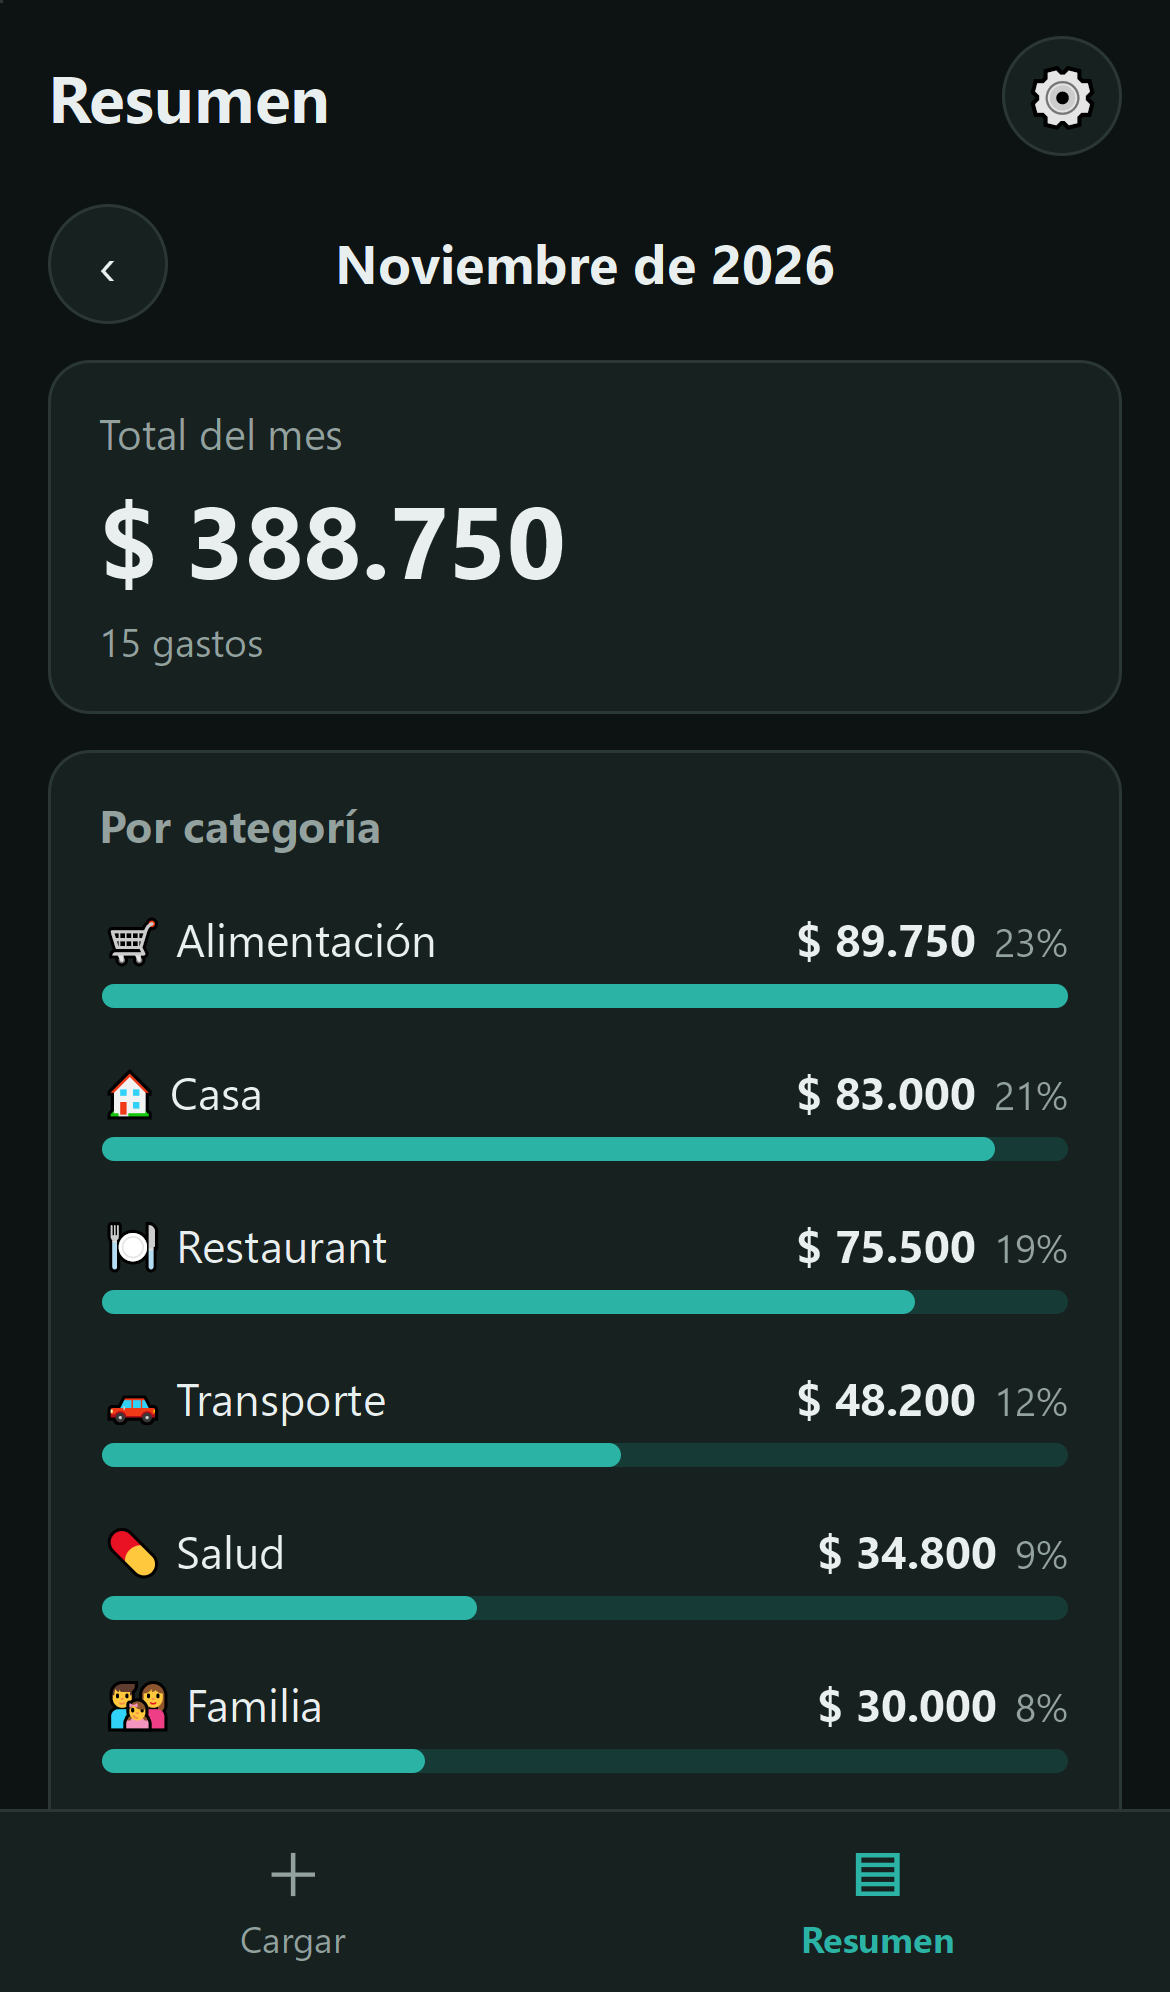 Resumen
‹
Noviembre de 2026
Total del mes
$ 388.750
15 gastos
Por categoría
Alimentación $ 89.750 23%
Casa $ 83.000 21%
Restaurant $ 75.500 19%
Transporte $ 48.200 12%
Salud $ 34.800 9%
Familia $ 30.000 8%
Cargar
Resumen